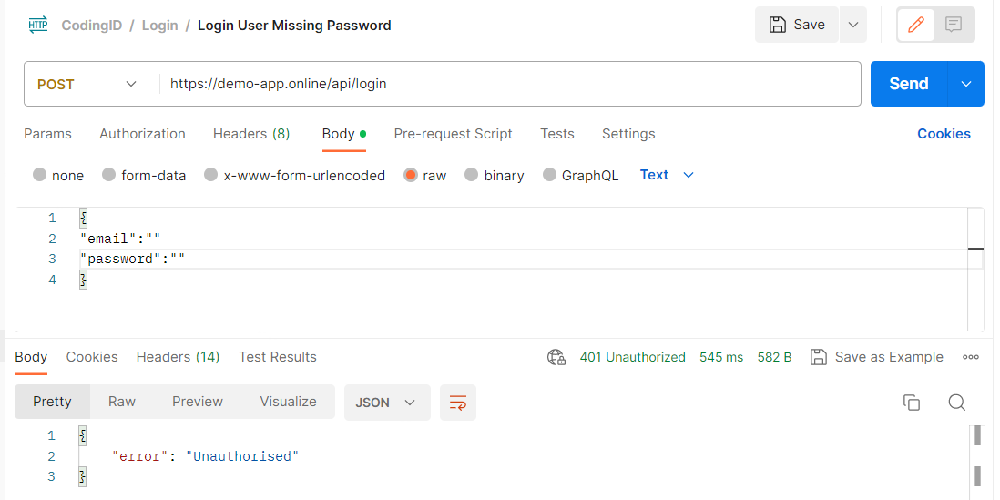 HTTP CodingID / Login / Login User Missing Password Save
POST https://demo-app.online/api/login Send
Params Authorization Headers (8) Body Pre-request Script Tests Settings Cookies
none form-data x-www-form-urlencoded raw binary GraphQL Text
1 {
2 "email":""
3 "password":""
4 }
Body Cookies Headers (14) Test Results 401 Unauthorized 545 ms 582 B Save as Example
Pretty Raw Preview Visualize JSON
1 {
2 "error": "Unauthorised"
3 }